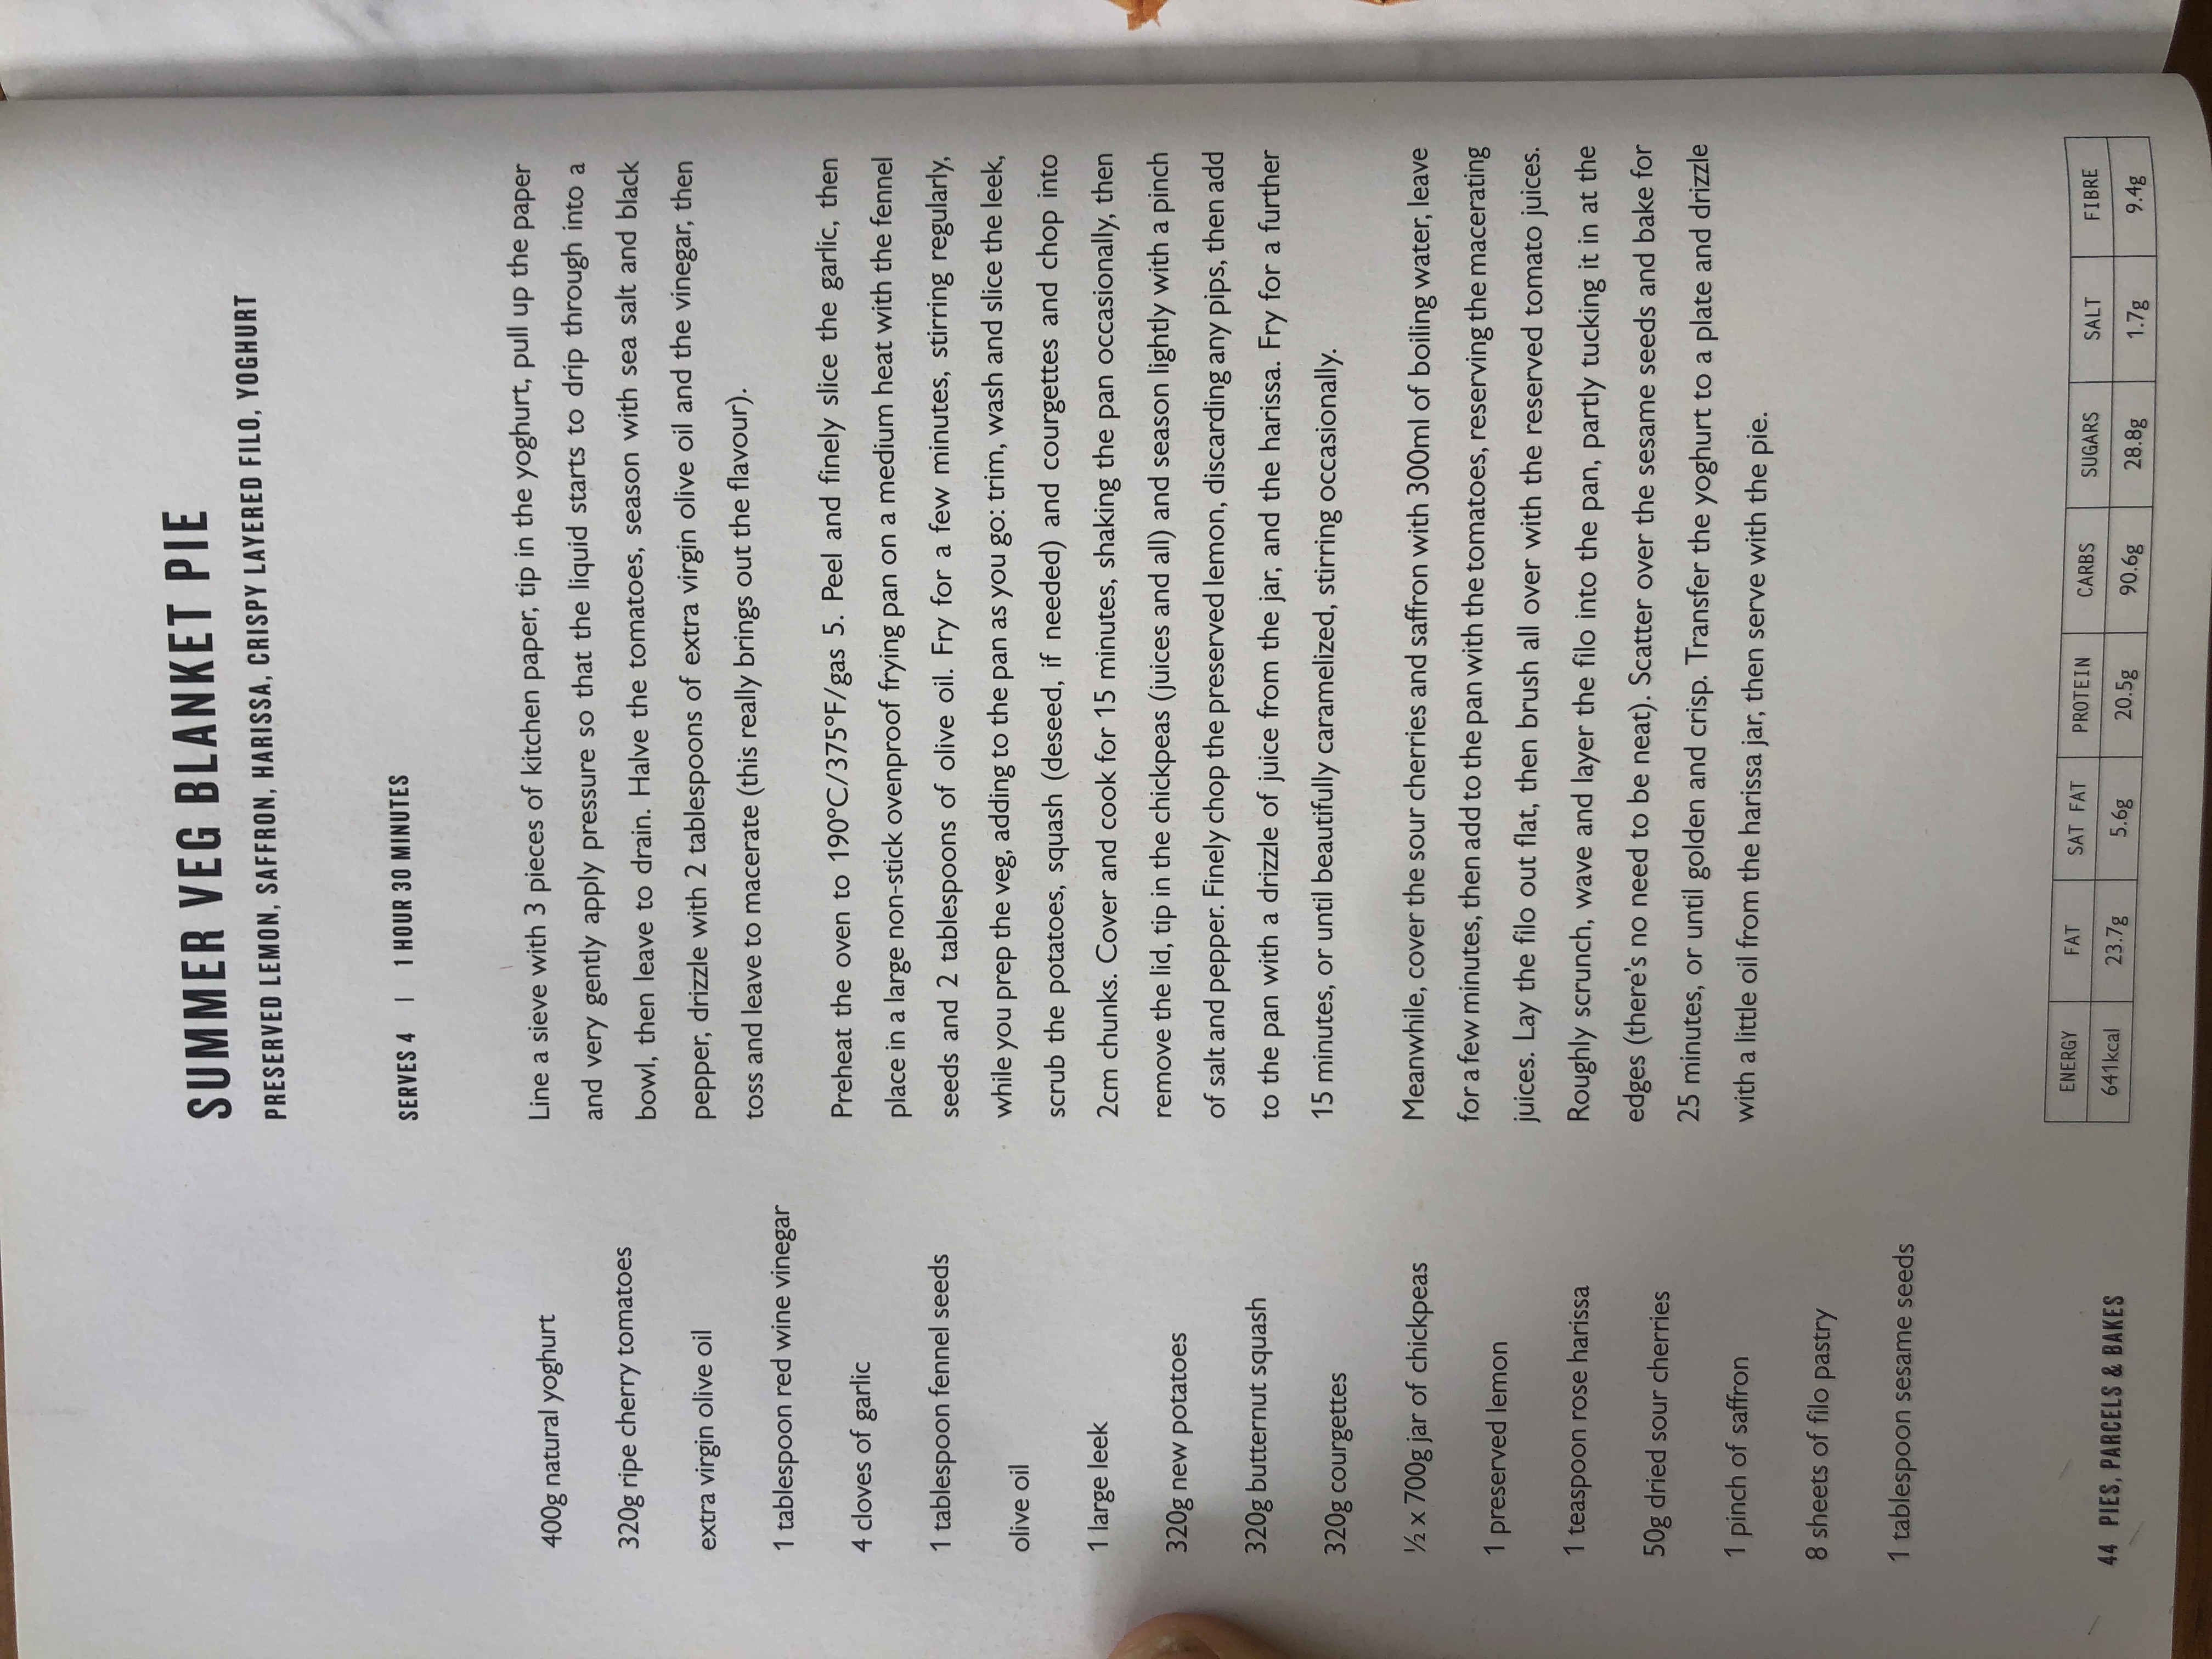 SUMMER VEG BLANKET PIE
PRESERVED LEMON, SAFFRON, HARISSA, CRISPY LAYERED FILO, YOGHURT
SERVES 4 | 1 HOUR 30 MINUTES
400g natural yoghurt
320g ripe cherry tomatoes
extra virgin olive oil
1 tablespoon red wine vinegar
4 cloves of garlic
1 tablespoon fennel seeds
olive oil
1 large leek
320g new potatoes
320g butternut squash
320g courgettes
½ x 700g jar of chickpeas
1 preserved lemon
1 teaspoon rose harissa
50g dried sour cherries
1 pinch of saffron
8 sheets of filo pastry
1 tablespoon sesame seeds
Line a sieve with 3 pieces of kitchen paper, tip in the yoghurt, pull up the paper
and very gently apply pressure so that the liquid starts to drip through into a
bowl, then leave to drain. Halve the tomatoes, season with sea salt and black
pepper, drizzle with 2 tablespoons of extra virgin olive oil and the vinegar, then
toss and leave to macerate (this really brings out the flavour).
Preheat the oven to 190°C/375°F/gas 5. Peel and finely slice the garlic, then
place in a large non-stick ovenproof frying pan on a medium heat with the fennel
seeds and 2 tablespoons of olive oil. Fry for a few minutes, stirring regularly,
while you prep the veg, adding to the pan as you go: trim, wash and slice the leek,
scrub the potatoes, squash (deseed, if needed) and courgettes and chop into
2cm chunks. Cover and cook for 15 minutes, shaking the pan occasionally, then
remove the lid, tip in the chickpeas (juices and all) and season lightly with a pinch
of salt and pepper. Finely chop the preserved lemon, discarding any pips, then add
to the pan with a drizzle of juice from the jar, and the harissa. Fry for a further
15 minutes, or until beautifully caramelized, stirring occasionally.
Meanwhile, cover the sour cherries and saffron with 300ml of boiling water, leave
for a few minutes, then add to the pan with the tomatoes, reserving the macerating
juices. Lay the filo out flat, then brush all over with the reserved tomato juices.
Roughly scrunch, wave and layer the filo into the pan, partly tucking it in at the
edges (there's no need to be neat). Scatter over the sesame seeds and bake for
25 minutes, or until golden and crisp. Transfer the yoghurt to a plate and drizzle
with a little oil from the harissa jar, then serve with the pie.
ENERGY FAT SAT FAT PROTEIN CARBS SUGARS SALT FIBRE
641kcal 23.7g 5.6g 20.5g 90.6g 28.8g 1.7g 9.4g
44 PIES, PARCELS & BAKES